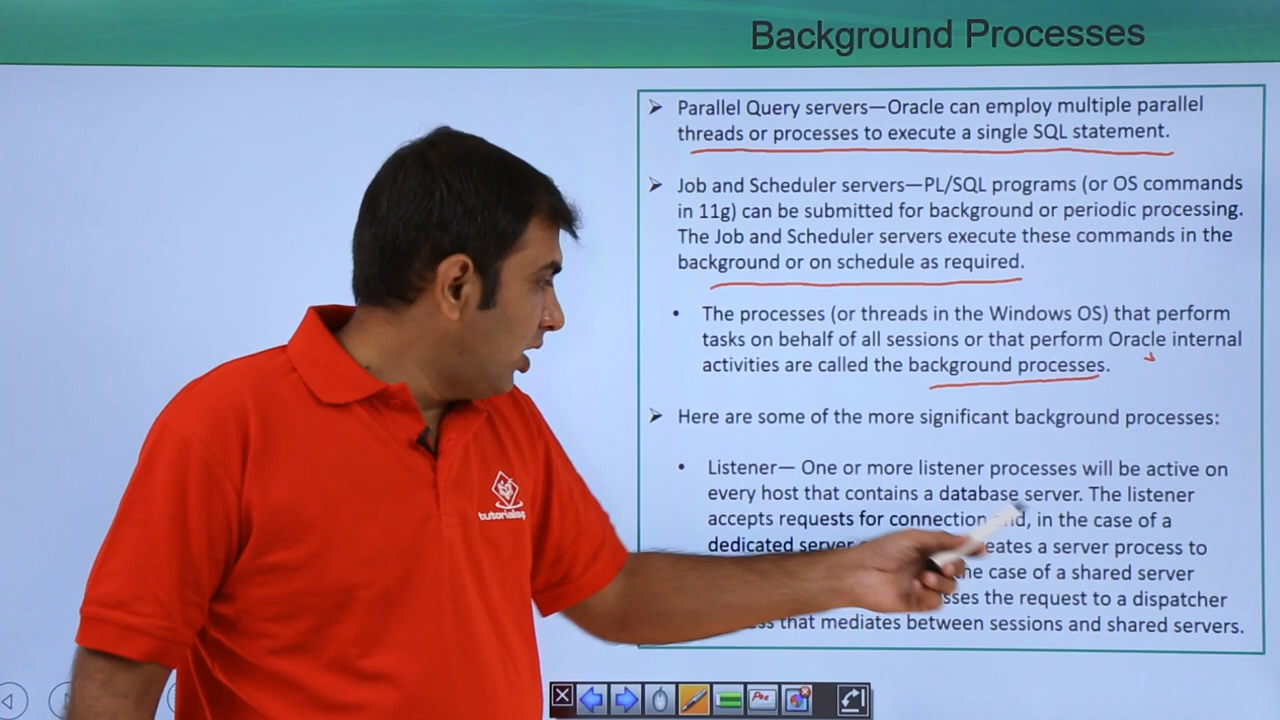 Background Processes
➢ Parallel Query servers—Oracle can employ multiple parallel
threads or processes to execute a single SQL statement.
➢ Job and Scheduler servers—PL/SQL programs (or OS commands
in 11g) can be submitted for background or periodic processing.
The Job and Scheduler servers execute these commands in the
background or on schedule as required.
• The processes (or threads in the Windows OS) that perform
tasks on behalf of all sessions or that perform Oracle internal
activities are called the background processes.
➢ Here are some of the more significant background processes:
• Listener— One or more listener processes will be active on
every host that contains a database server. The listener
accepts requests for connection in the case of a
dedicated server a server process to
the case of a shared server
the request to a dispatcher
that mediates between sessions and shared servers.